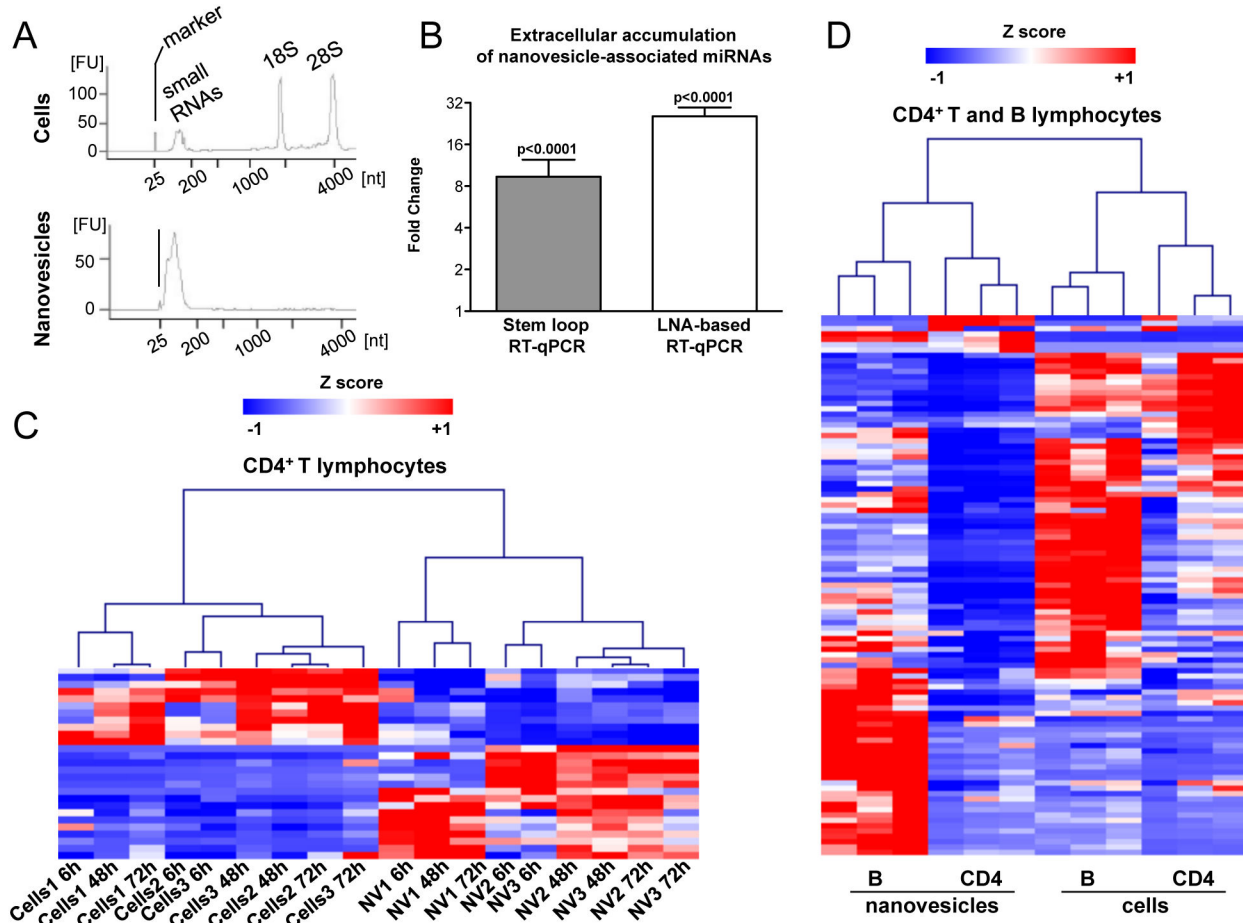 A
marker
[FU]
small
RNAs
18S
28S
100
50
0
Cells
25
200
1000
4000
[nt]
[FU]
50
0
Nanovesicles
25
200
1000
4000
[nt]
B
Extracellular accumulation
of nanovesicle-associated miRNAs
Fold Change
32
16
8
4
2
1
p<0.0001
p<0.0001
Stem loop
RT-qPCR
LNA-based
RT-qPCR
C
Z score
-1
+1
CD4+ T lymphocytes
Cells1 6h
Cells1 48h
Cells1 72h
Cells2 6h
Cells3 6h
Cells3 48h
Cells2 48h
Cells2 72h
Cells3 72h
NV1 6h
NV1 48h
NV1 72h
NV2 6h
NV3 6h
NV2 48h
NV3 48h
NV2 72h
NV3 72h
D
Z score
-1
+1
CD4+ T and B lymphocytes
B
CD4
B
CD4
nanovesicles
cells